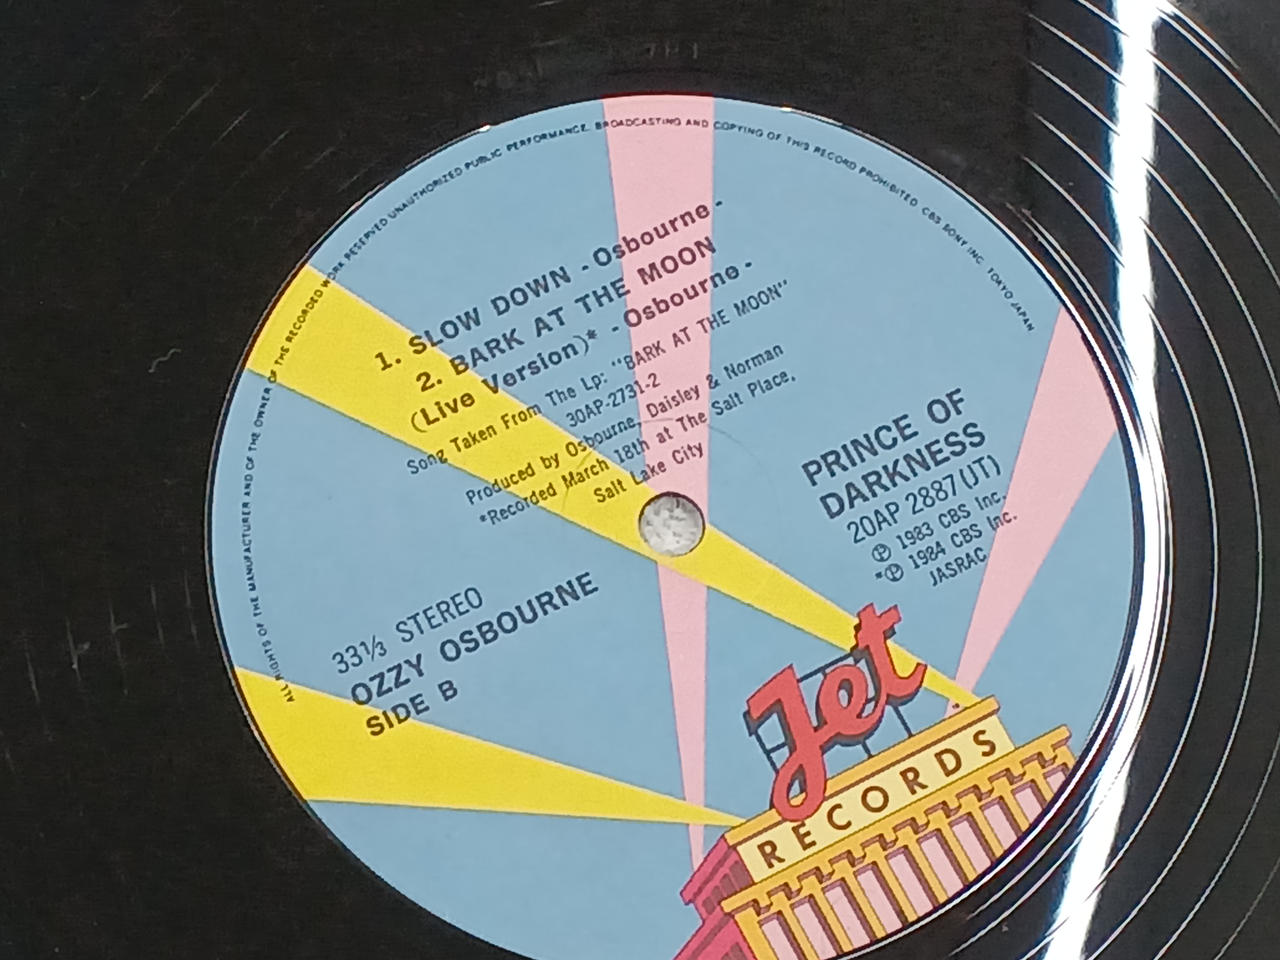 ALL RIGHTS OF THE MANUFACTURER AND OF THE OWNER OF THE RECORDED WORK RESERVED UNAUTHORIZED PUBLIC PERFORMANCE. BROADCASTING AND COPYING OF THIS RECORD PROHIBITED CBS SONY INC. TOKYO JAPAN
1. SLOW DOWN - Osbourne -
2. BARK AT THE MOON
(Live Version)* - Osbourne -
Song Taken From The Lp: "BARK AT THE MOON"
30AP-2731-2
Produced by Osbourne, Daisley & Norman
*Recorded March 18th at The Salt Place,
Salt Lake City
PRINCE OF
DARKNESS
20AP 2887 (JT)
Ⓟ 1983 CBS Inc.
*Ⓟ 1984 CBS Inc.
JASRAC
33⅓ STEREO
OZZY OSBOURNE
SIDE B
Jet
RECORDS